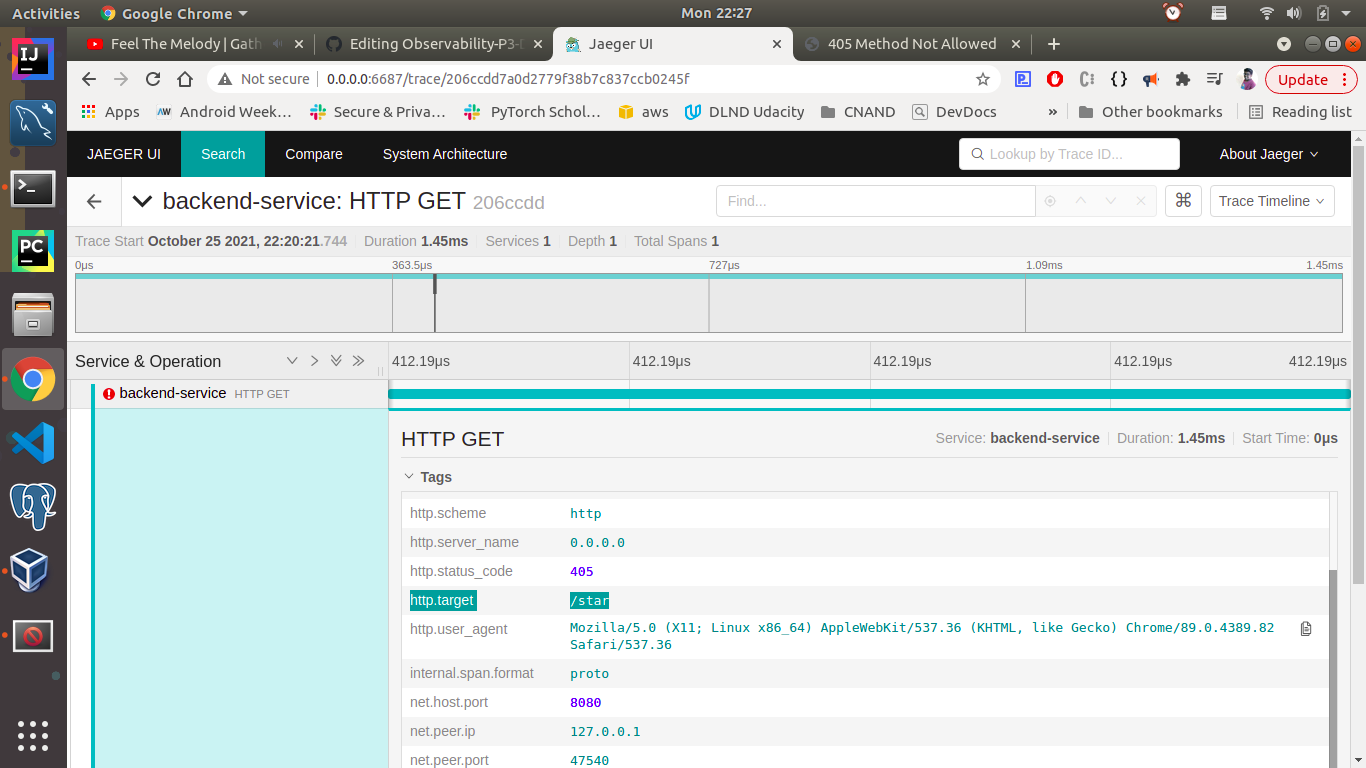 Activities Google Chrome Mon 22:27
Feel The Melody | Gath Editing Observability-P3- Jaeger UI 405 Method Not Allowed
Not secure 0.0.0.0:6687/trace/206ccdd7a0d2779f38b7c837ccb0245f Update
Apps Android Week… Secure & Priva… PyTorch Schol… aws DLND Udacity CNAND DevDocs » Other bookmarks Reading list
JAEGER UI Search Compare System Architecture Lookup by Trace ID... About Jaeger
backend-service: HTTP GET 206ccdd Find... ⌘ Trace Timeline
Trace Start October 25 2021, 22:20:21.744 Duration 1.45ms Services 1 Depth 1 Total Spans 1
0μs 363.5μs 727μs 1.09ms 1.45ms
Service & Operation 412.19μs 412.19μs 412.19μs 412.19μs 412.19μs
backend-service HTTP GET
HTTP GET Service: backend-service Duration: 1.45ms Start Time: 0μs
Tags
http.scheme http
http.server_name 0.0.0.0
http.status_code 405
http.target /star
http.user_agent Mozilla/5.0 (X11; Linux x86_64) AppleWebKit/537.36 (KHTML, like Gecko) Chrome/89.0.4389.82
Safari/537.36
internal.span.format proto
net.host.port 8080
net.peer.ip 127.0.0.1
net.peer.port 47540
IJ
PC